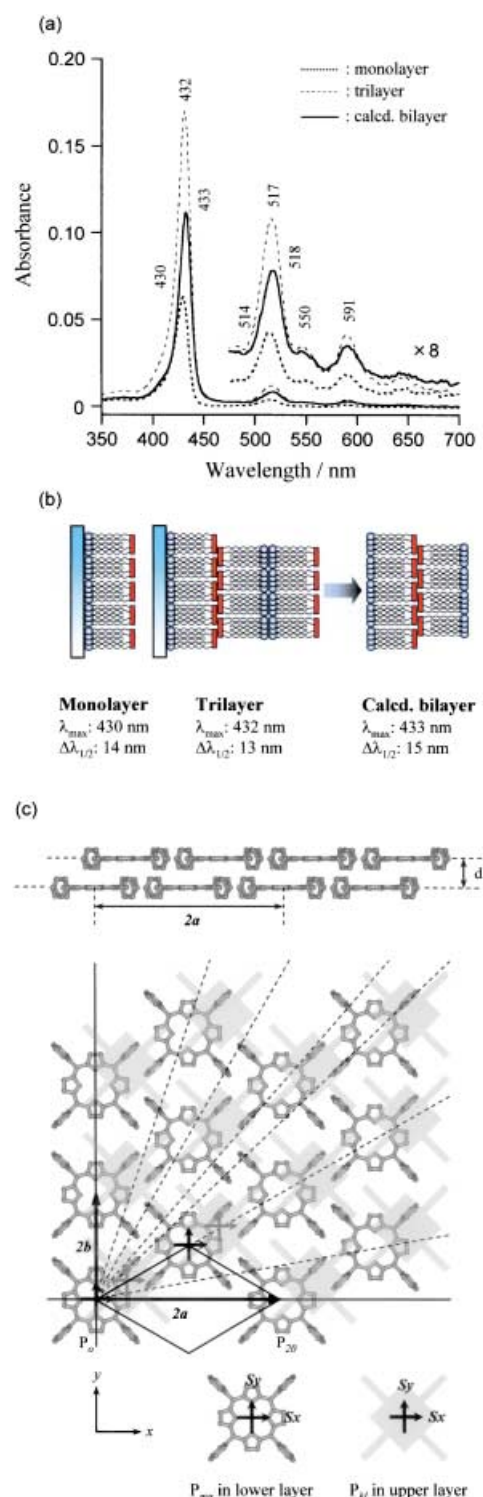 (a)
: monolayer
: trilayer
: calcd. bilayer
0.20
0.15
0.10
0.05
0
Absorbance
432
433
430
517
518
514
550
591
×8
350
400
450
500
550
600
650
700
Wavelength / nm
(b)
Monolayer
λmax: 430 nm
Δλ1/2: 14 nm
Trilayer
λmax: 432 nm
Δλ1/2: 13 nm
Calcd. bilayer
λmax: 433 nm
Δλ1/2: 15 nm
(c)
d
2a
2b
2a
P20
y
x
Sy
Sx
Sy
Sx
in lower layer
in upper layer